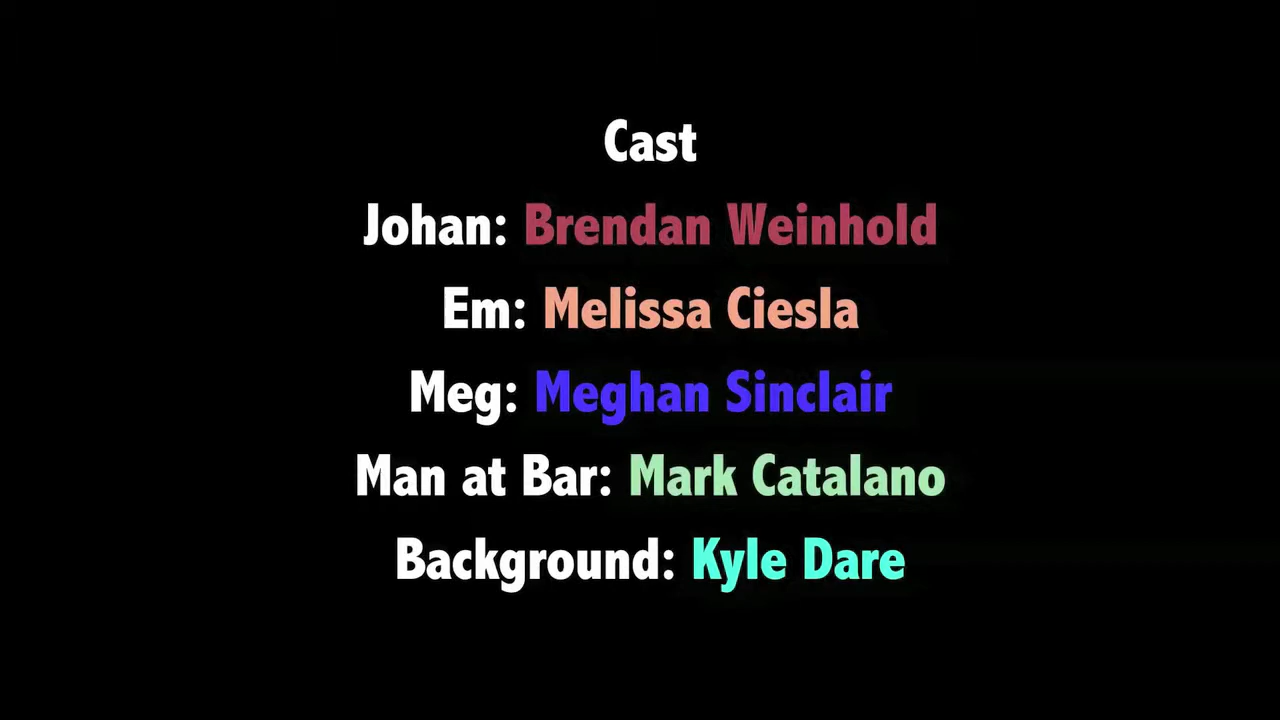 Cast
Johan: Brendan Weinhold
Em: Melissa Ciesla
Meg: Meghan Sinclair
Man at Bar: Mark Catalano
Background: Kyle Dare